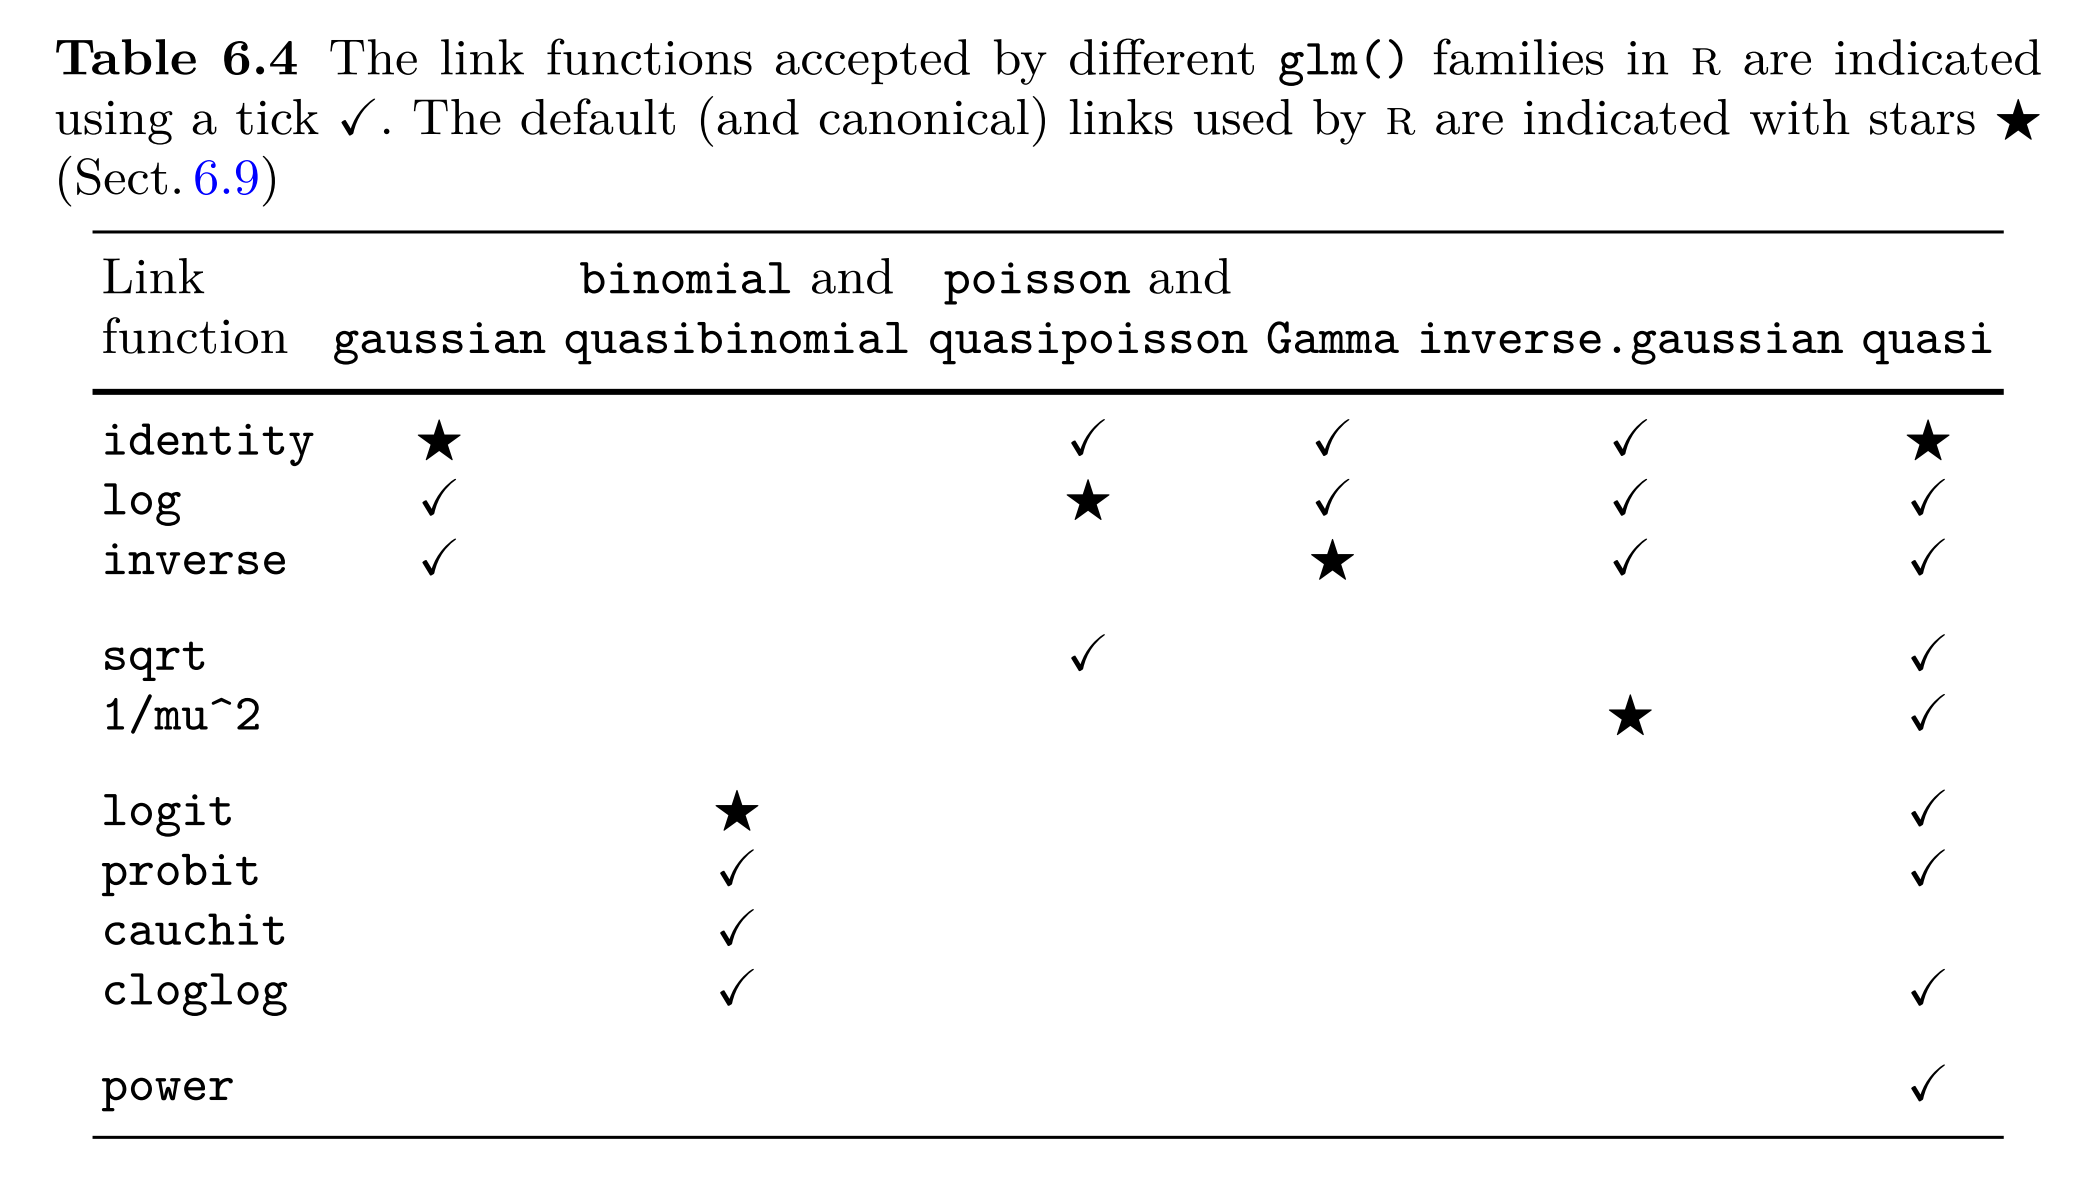 Table 6.4 The link functions accepted by different glm() families in R are indicated
using a tick ✓. The default (and canonical) links used by R are indicated with stars ★
(Sect. 6.9)
Link binomial and poisson and
function gaussian quasibinomial quasipoisson Gamma inverse.gaussian quasi
identity ★ ✓ ✓ ✓ ★
log ✓ ★ ✓ ✓ ✓
inverse ✓ ★ ✓ ✓
sqrt ✓ ✓
1/mu^2 ★ ✓
logit ★ ✓
probit ✓ ✓
cauchit ✓
cloglog ✓ ✓
power ✓